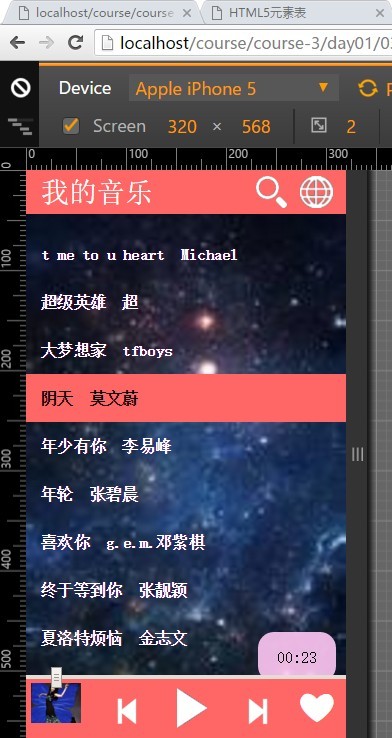 localhost/course/course
HTML5元素表
localhost/course/course-3/day01/03
Device Apple iPhone 5
Screen 320 × 568 2
0 100 200 300
0
100
200
300
400
500
我的音乐
t me to u heart Michael
超级英雄 超
大梦想家 tfboys
阴天 莫文蔚
年少有你 李易峰
年轮 张碧晨
喜欢你 g.e.m.邓紫棋
终于等到你 张靓颖
夏洛特烦恼 金志文
00:23